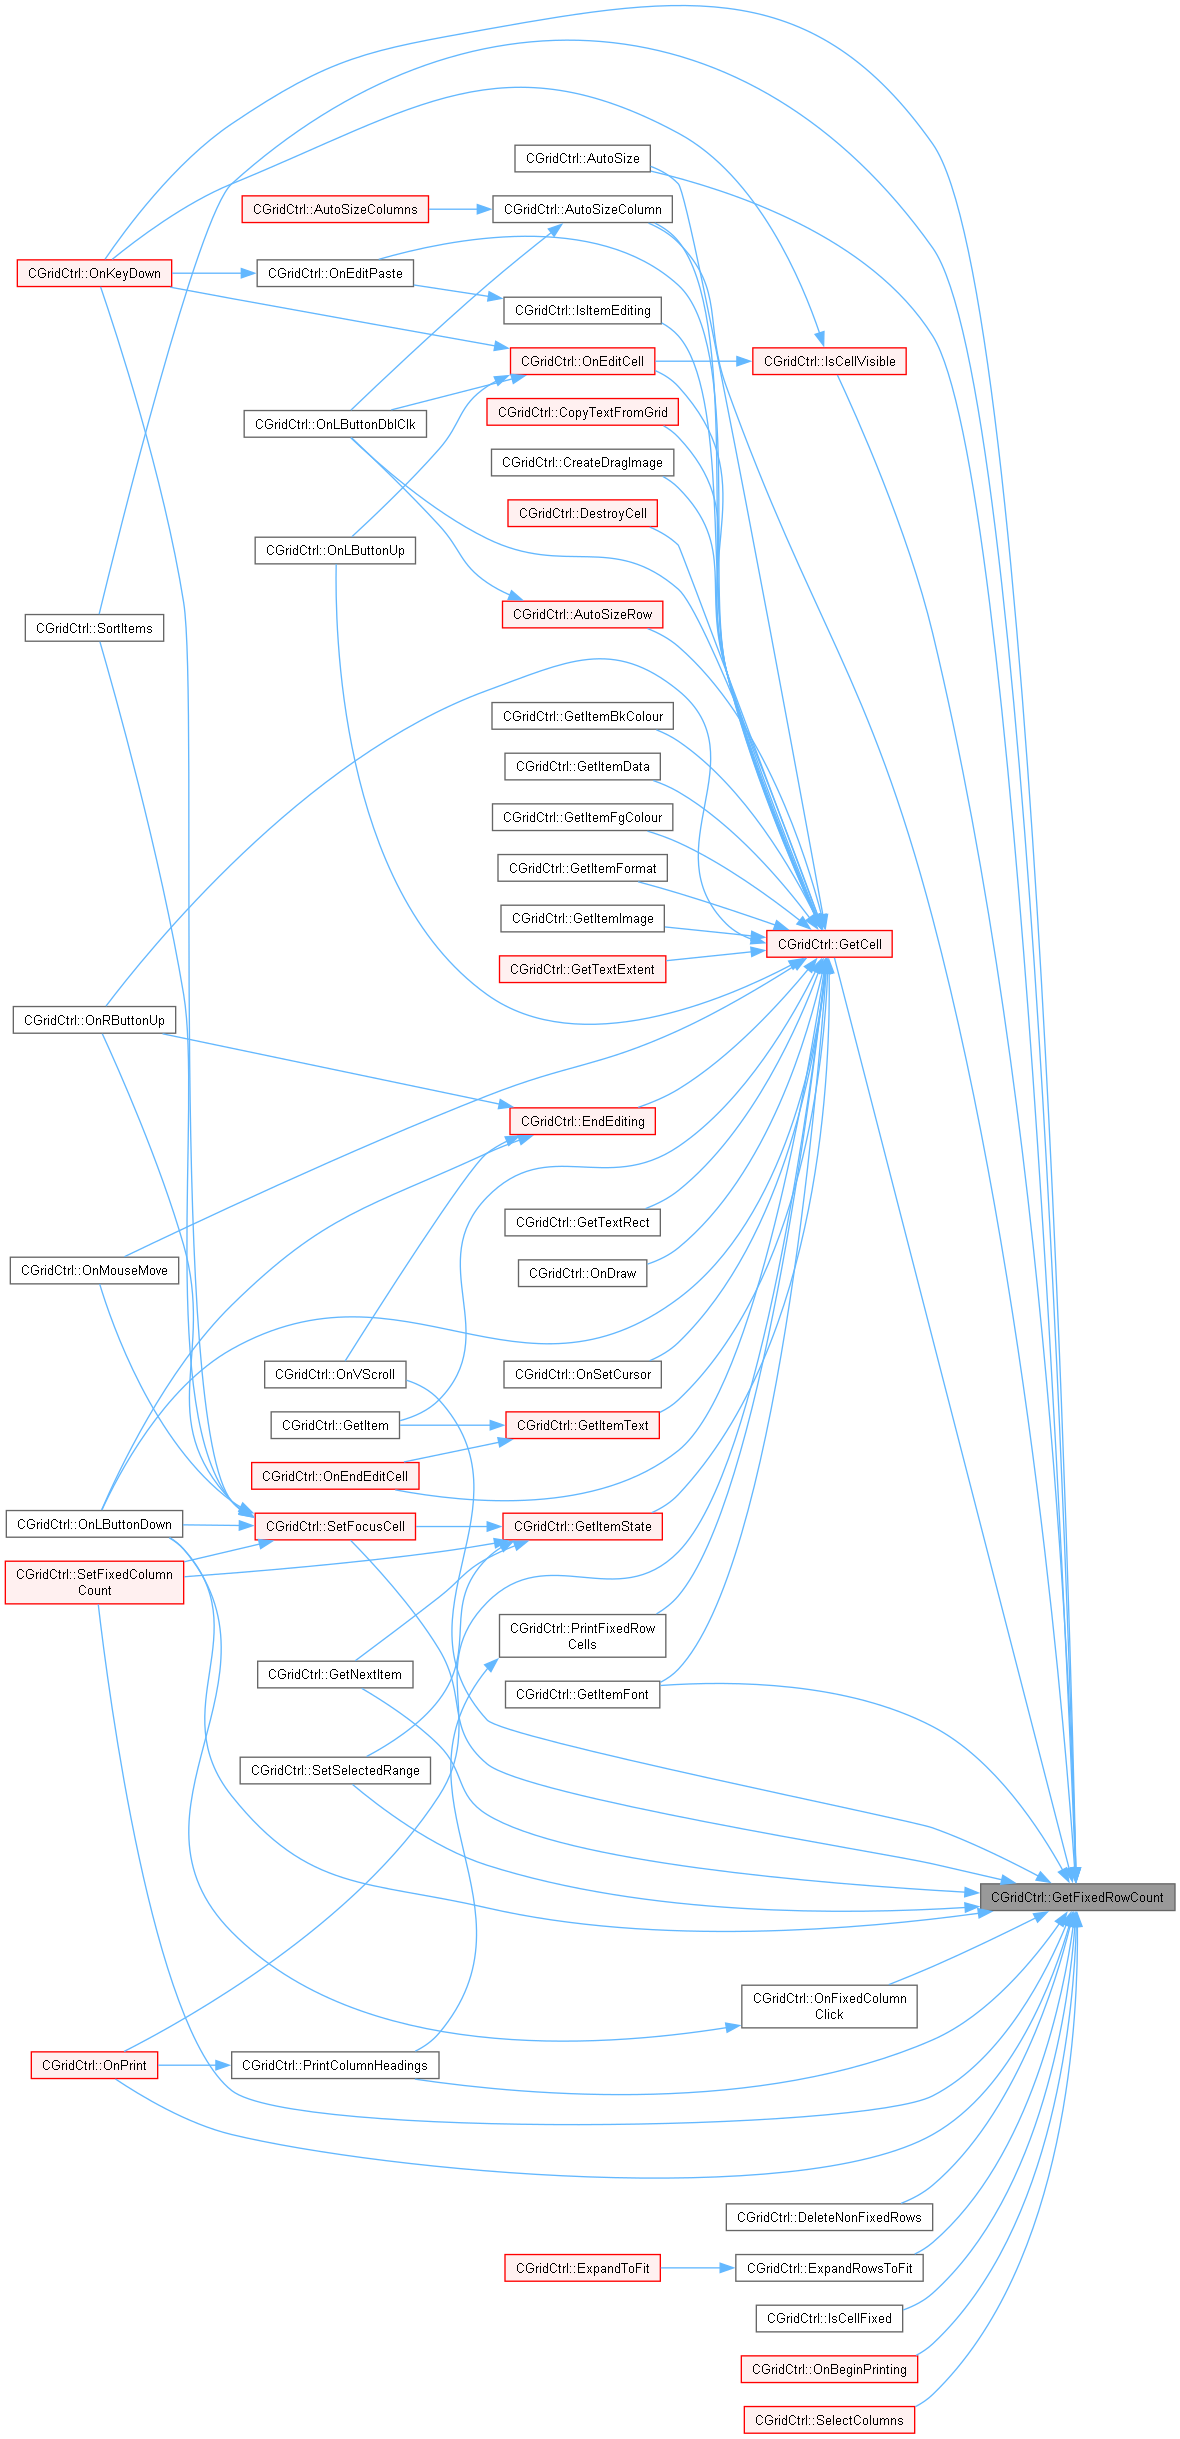 CGridCtrl::AutoSize
CGridCtrl::AutoSizeColumns
CGridCtrl::AutoSizeColumn
CGridCtrl::OnKeyDown
CGridCtrl::OnEditPaste
CGridCtrl::IsItemEditing
CGridCtrl::OnEditCell
CGridCtrl::IsCellVisible
CGridCtrl::CopyTextFromGrid
CGridCtrl::OnLButtonDblClk
CGridCtrl::CreateDragImage
CGridCtrl::DestroyCell
CGridCtrl::OnLButtonUp
CGridCtrl::AutoSizeRow
CGridCtrl::SortItems
CGridCtrl::GetItemBkColour
CGridCtrl::GetItemData
CGridCtrl::GetItemFgColour
CGridCtrl::GetItemFormat
CGridCtrl::GetItemImage
CGridCtrl::GetCell
CGridCtrl::GetTextExtent
CGridCtrl::OnRButtonUp
CGridCtrl::EndEditing
CGridCtrl::GetTextRect
CGridCtrl::OnMouseMove
CGridCtrl::OnDraw
CGridCtrl::OnVScroll
CGridCtrl::OnSetCursor
CGridCtrl::GetItem
CGridCtrl::GetItemText
CGridCtrl::OnEndEditCell
CGridCtrl::OnLButtonDown
CGridCtrl::SetFocusCell
CGridCtrl::GetItemState
CGridCtrl::SetFixedColumn
Count
CGridCtrl::PrintFixedRow
Cells
CGridCtrl::GetNextItem
CGridCtrl::GetItemFont
CGridCtrl::SetSelectedRange
CGridCtrl::GetFixedRowCount
CGridCtrl::OnFixedColumn
Click
CGridCtrl::OnPrint
CGridCtrl::PrintColumnHeadings
CGridCtrl::DeleteNonFixedRows
CGridCtrl::ExpandToFit
CGridCtrl::ExpandRowsToFit
CGridCtrl::IsCellFixed
CGridCtrl::OnBeginPrinting
CGridCtrl::SelectColumns